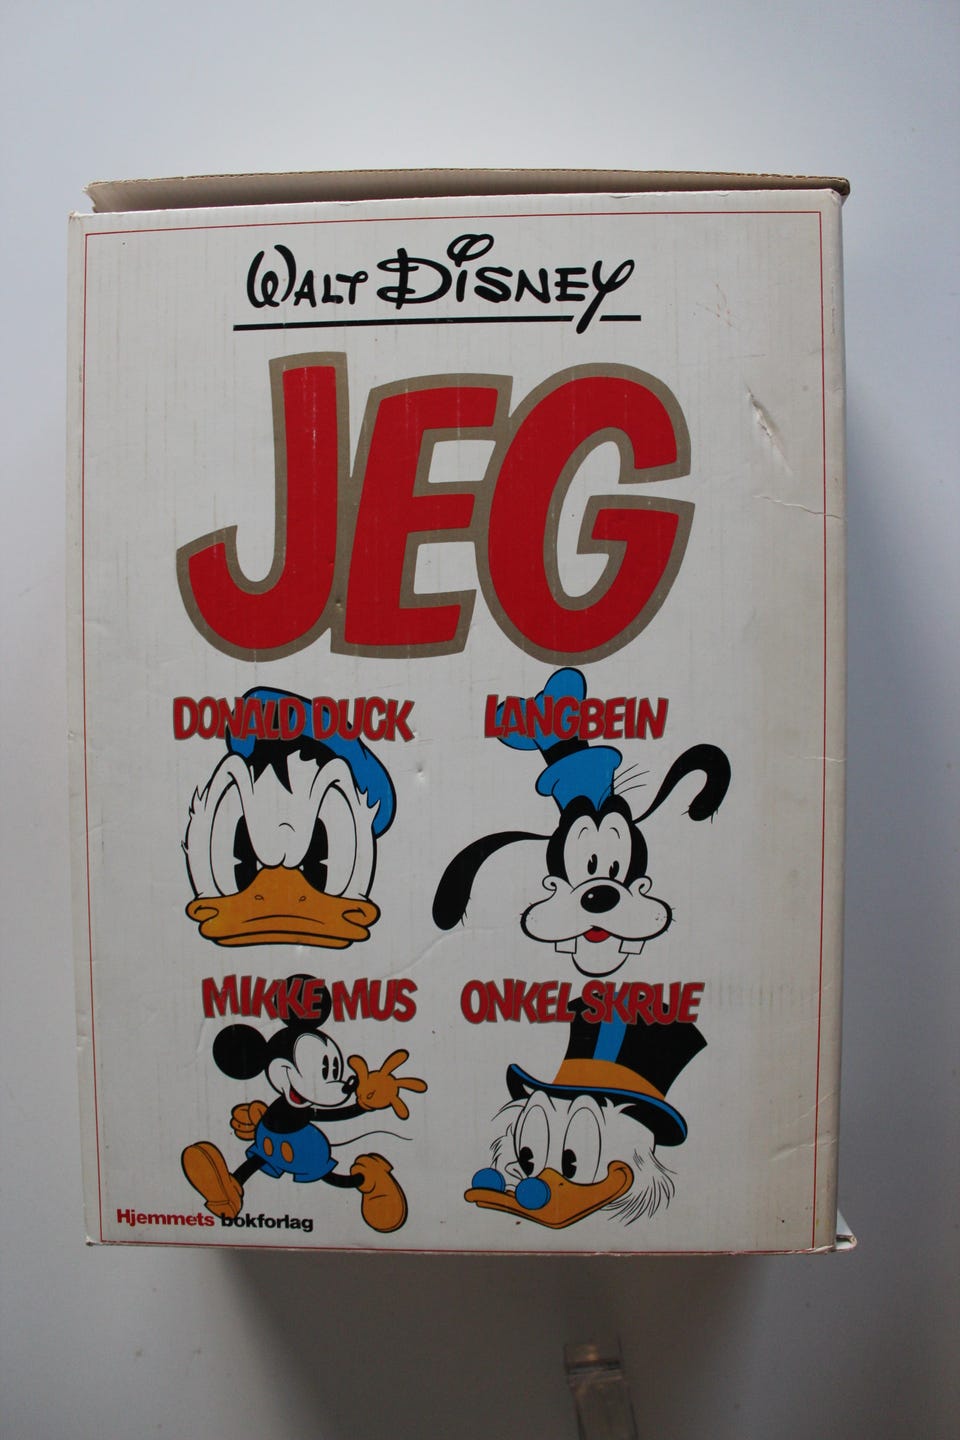 WALT DISNEY
JEG
DONALD DUCK
LANGBEIN
MIKKE MUS
ONKEL SKRUE
Hjemmets bokforlag